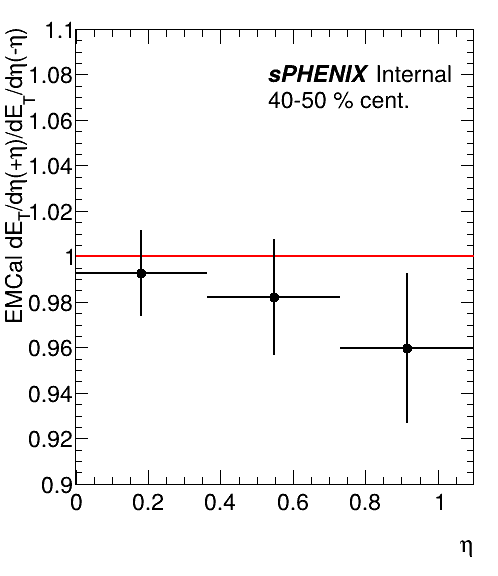 EMCal dE_T/dη(+η)/dE_T/dη(-η)
sPHENIX Internal
40-50 % cent.
1.1
1.08
1.06
1.04
1.02
1
0.98
0.96
0.94
0.92
0.9
0 0.2 0.4 0.6 0.8 1
η